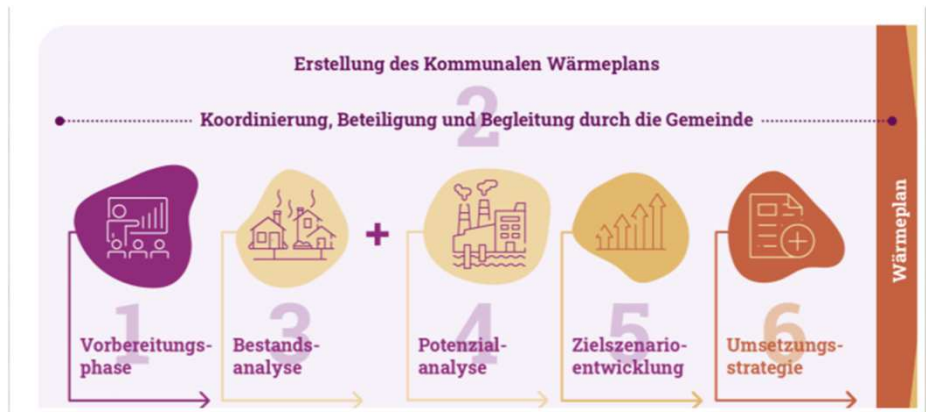 Erstellung des Kommunalen Wärmeplans
2
Koordinierung, Beteiligung und Begleitung durch die Gemeinde
1
Vorbereitungs-
phase
3
Bestands-
analyse
+
4
Potenzial-
analyse
5
Zielszenario-
entwicklung
6
Umsetzungs-
strategie
Wärmeplan